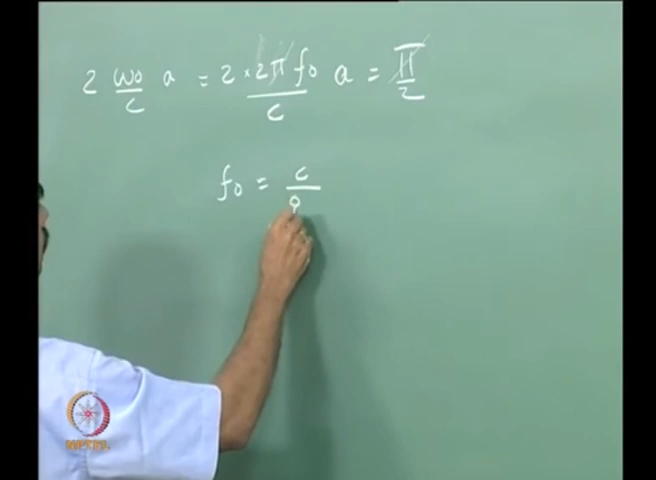 2 ω0/c a = 2 × 2π f0/c a = π/2
f0 = c/8
NPTEL